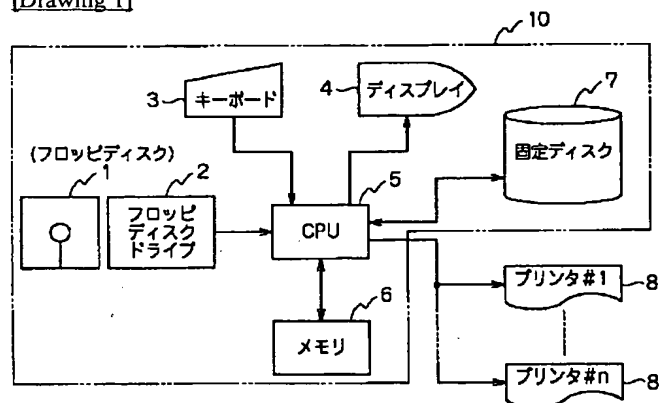 [Drawing 1]
10
3
キーボード
4
ディスプレイ
7
固定ディスク
(フロッピディスク)
1
2
フロッピ
ディスク
ドライブ
5
CPU
6
メモリ
プリンタ#1
8
プリンタ#n
8